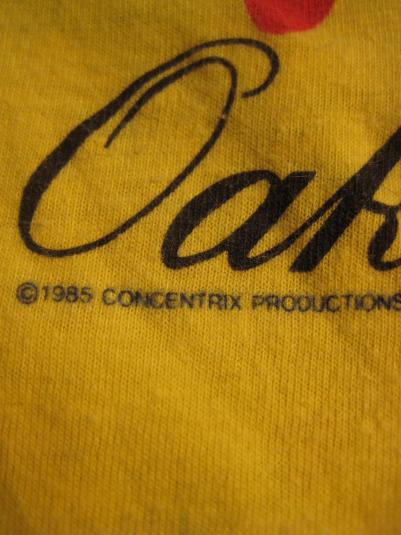 Oak
©1985 CONCENTRIX PRODUCTIONS